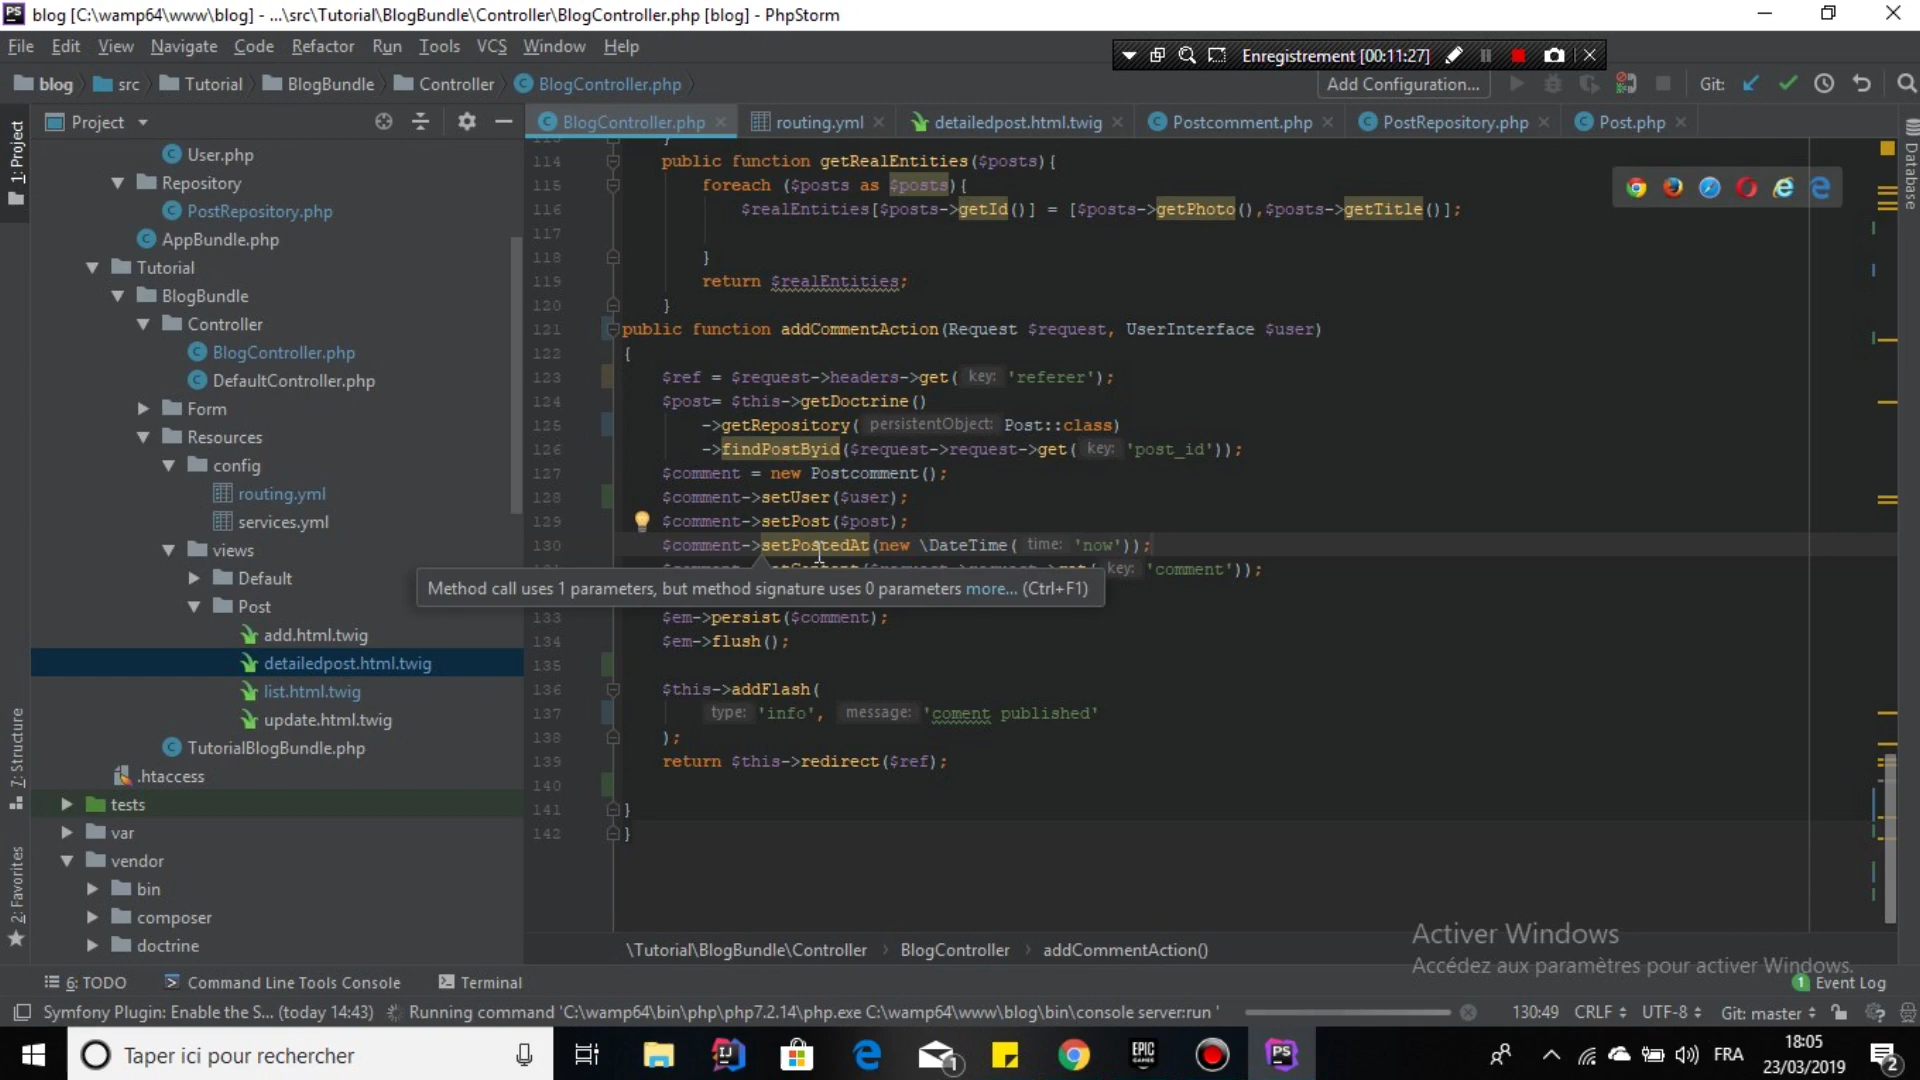 PS blog [C:\wamp64\www\blog] - ...\src\Tutorial\BlogBundle\Controller\BlogController.php [blog] - PhpStorm
File Edit View Navigate Code Refactor Run Tools VCS Window Help
Enregistrement [00:11:27]
blog src Tutorial BlogBundle Controller BlogController.php
Add Configuration...
Git:
Project
BlogController.php
routing.yml
detailedpost.html.twig
Postcomment.php
PostRepository.php
Post.php
1: Project
7: Structure
2: Favorites
Database
User.php
Repository
PostRepository.php
AppBundle.php
Tutorial
BlogBundle
Controller
BlogController.php
DefaultController.php
Form
Resources
config
routing.yml
services.yml
views
Default
Post
add.html.twig
detailedpost.html.twig
list.html.twig
update.html.twig
TutorialBlogBundle.php
.htaccess
tests
var
vendor
bin
composer
doctrine
114 public function getRealEntities($posts){
115 foreach ($posts as $posts){
116 $realEntities[$posts->getId()] = [$posts->getPhoto(),$posts->getTitle()];
117
118 }
119 return $realEntities;
120 }
121 public function addCommentAction(Request $request, UserInterface $user)
122 {
123 $ref = $request->headers->get( key: 'referer');
124 $post= $this->getDoctrine()
125 ->getRepository( persistentObject: Post::class)
126 ->findPostByid($request->request->get( key: 'post_id'));
127 $comment = new Postcomment();
128 $comment->setUser($user);
129 $comment->setPost($post);
130 $comment->setPostedAt(new \DateTime( time: 'now'));
key: 'comment'));
Method call uses 1 parameters, but method signature uses 0 parameters more... (Ctrl+F1)
133 $em->persist($comment);
134 $em->flush();
135
136 $this->addFlash(
137 type: 'info', message: 'coment published'
138 );
139 return $this->redirect($ref);
140
141 }
142 }
\Tutorial\BlogBundle\Controller > BlogController > addCommentAction()
Activer Windows
Accédez aux paramètres pour activer Windows.
6: TODO Command Line Tools Console Terminal
1 Event Log
Symfony Plugin: Enable the S... (today 14:43) Running command 'C:\wamp64\bin\php\php7.2.14\php.exe C:\wamp64\www\blog\bin\console server:run '
130:49 CRLF UTF-8 Git: master
Taper ici pour rechercher
1
EPIC GAMES
PS
FRA
18:05
23/03/2019
2